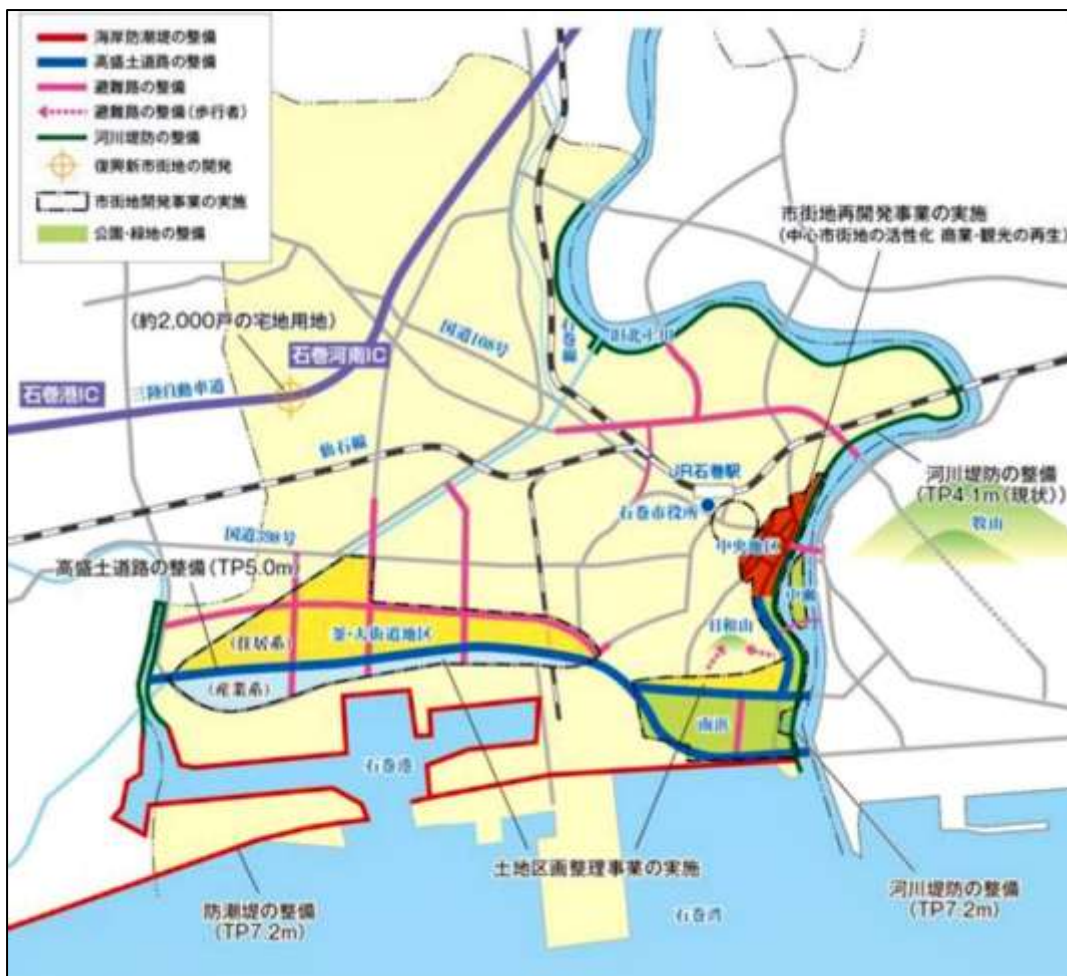 海岸防潮堤の整備
高盛土道路の整備
避難路の整備
避難路の整備(歩行者)
河川堤防の整備
復興新市街地の開発
市街地開発事業の実施
公園・緑地の整備
市街地再開発事業の実施
(中心市街地の活性化 商業・観光の再生)
(約2,000戸の宅地用地)
国道108号
石巻線
旧北上川
石巻河南IC
石巻港IC
三陸自動車道
仙石線
JR石巻駅
石巻市役所
河川堤防の整備
(TP4.1m(現状))
牧山
国道398号
中央地区
高盛土道路の整備(TP5.0m)
中瀬
日和山
(住居系)
釜・大街道地区
(産業系)
南浜
石巻港
土地区画整理事業の実施
防潮堤の整備
(TP7.2m)
石巻湾
河川堤防の整備
(TP7.2m)